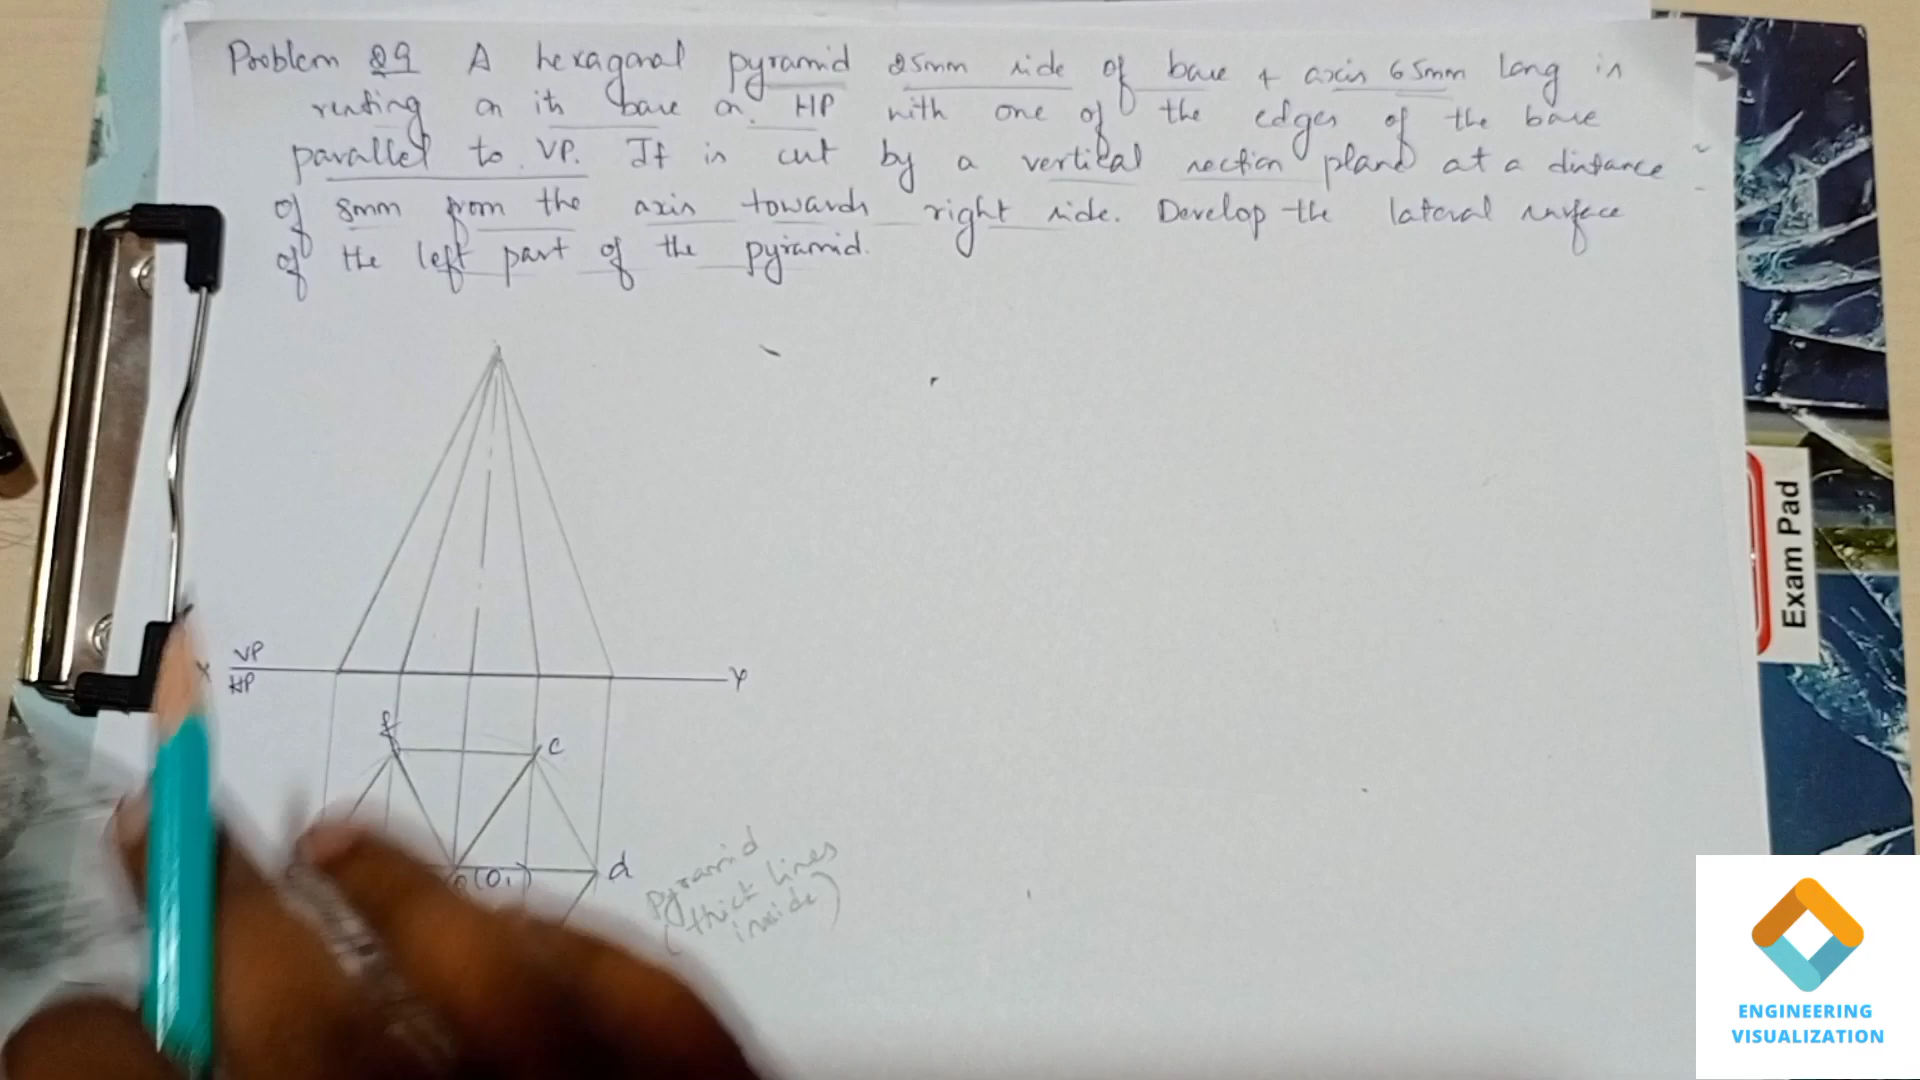 Problem 29 A hexagonal pyramid 25mm side of base & axis 65mm long is
resting on its base on HP with one of the edges of the base
parallel to VP. It is cut by a vertical section plane at a distance
of 8mm from the axis towards right side. Develop the lateral surface
of the left part of the pyramid.
VP
X Y
HP
f c
o(O1) d
pyramid
thick lines
(inside)
Exam Pad
ENGINEERING
VISUALIZATION